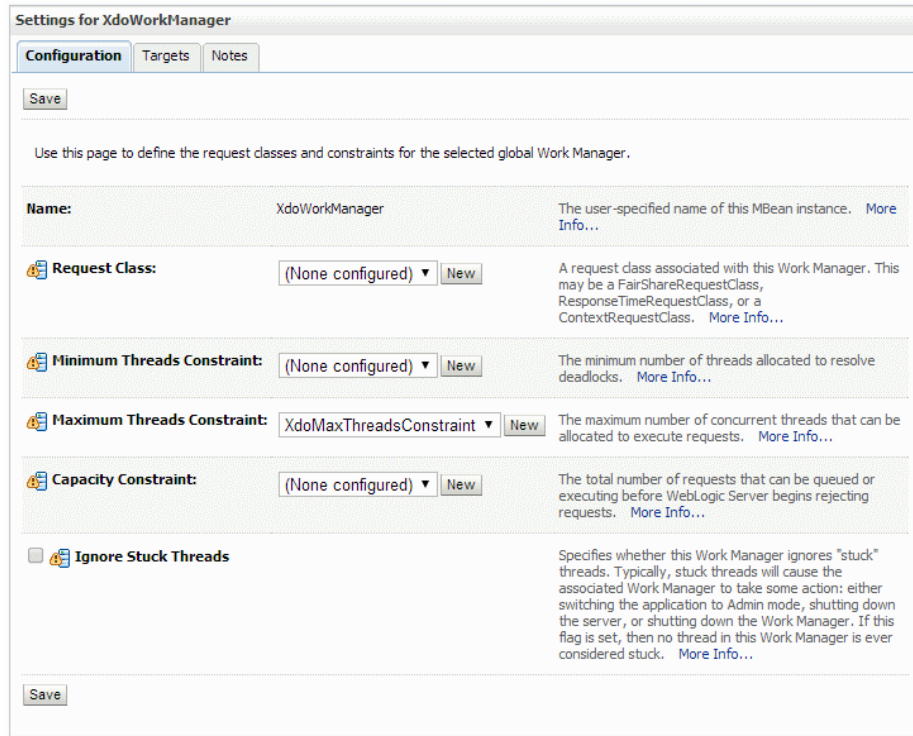 Settings for XdoWorkManager
Configuration Targets Notes
Save
Use this page to define the request classes and constraints for the selected global Work Manager.
Name: XdoWorkManager The user-specified name of this MBean instance. More
Info...
Request Class: (None configured) New A request class associated with this Work Manager. This
may be a FairShareRequestClass,
ResponseTimeRequestClass, or a
ContextRequestClass. More Info...
Minimum Threads Constraint: (None configured) New The minimum number of threads allocated to resolve
deadlocks. More Info...
Maximum Threads Constraint: XdoMaxThreadsConstraint New The maximum number of concurrent threads that can be
allocated to execute requests. More Info...
Capacity Constraint: (None configured) New The total number of requests that can be queued or
executing before WebLogic Server begins rejecting
requests. More Info...
Ignore Stuck Threads Specifies whether this Work Manager ignores "stuck"
threads. Typically, stuck threads will cause the
associated Work Manager to take some action: either
switching the application to Admin mode, shutting down
the server, or shutting down the Work Manager. If this
flag is set, then no thread in this Work Manager is ever
considered stuck. More Info...
Save